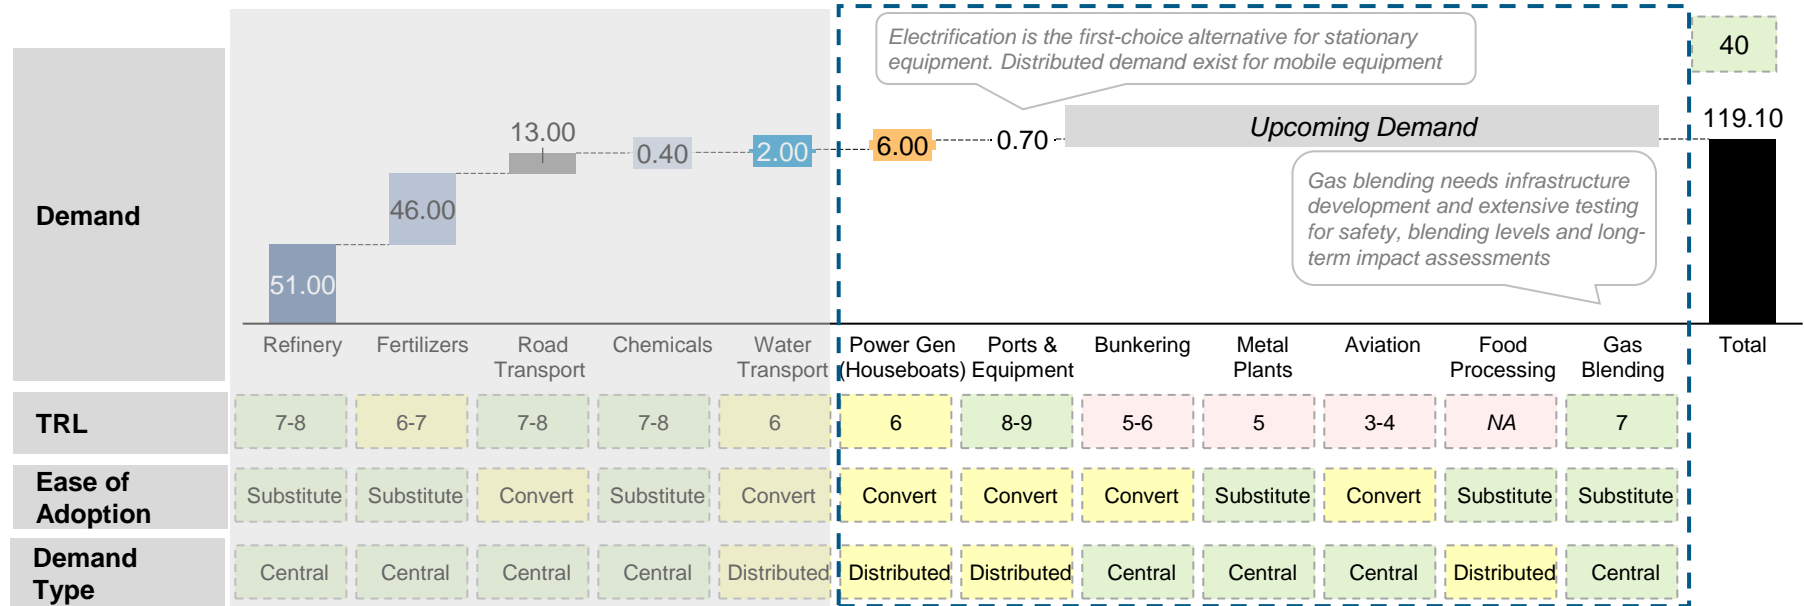 Electrification is the first-choice alternative for stationary
equipment. Distributed demand exist for mobile equipment
40
Demand
51.00
46.00
13.00
0.40
2.00
6.00
0.70
Upcoming Demand
119.10
Gas blending needs infrastructure
development and extensive testing
for safety, blending levels and long-
term impact assessments
Refinery
Fertilizers
Road
Transport
Chemicals
Water
Transport
Power Gen
(Houseboats)
Ports &
Equipment
Bunkering
Metal
Plants
Aviation
Food
Processing
Gas
Blending
Total
TRL
7-8
6-7
7-8
7-8
6
6
8-9
5-6
5
3-4
NA
7
Ease of
Adoption
Substitute
Substitute
Convert
Substitute
Convert
Convert
Convert
Convert
Substitute
Convert
Substitute
Substitute
Demand
Type
Central
Central
Central
Central
Distributed
Distributed
Distributed
Central
Central
Central
Distributed
Central